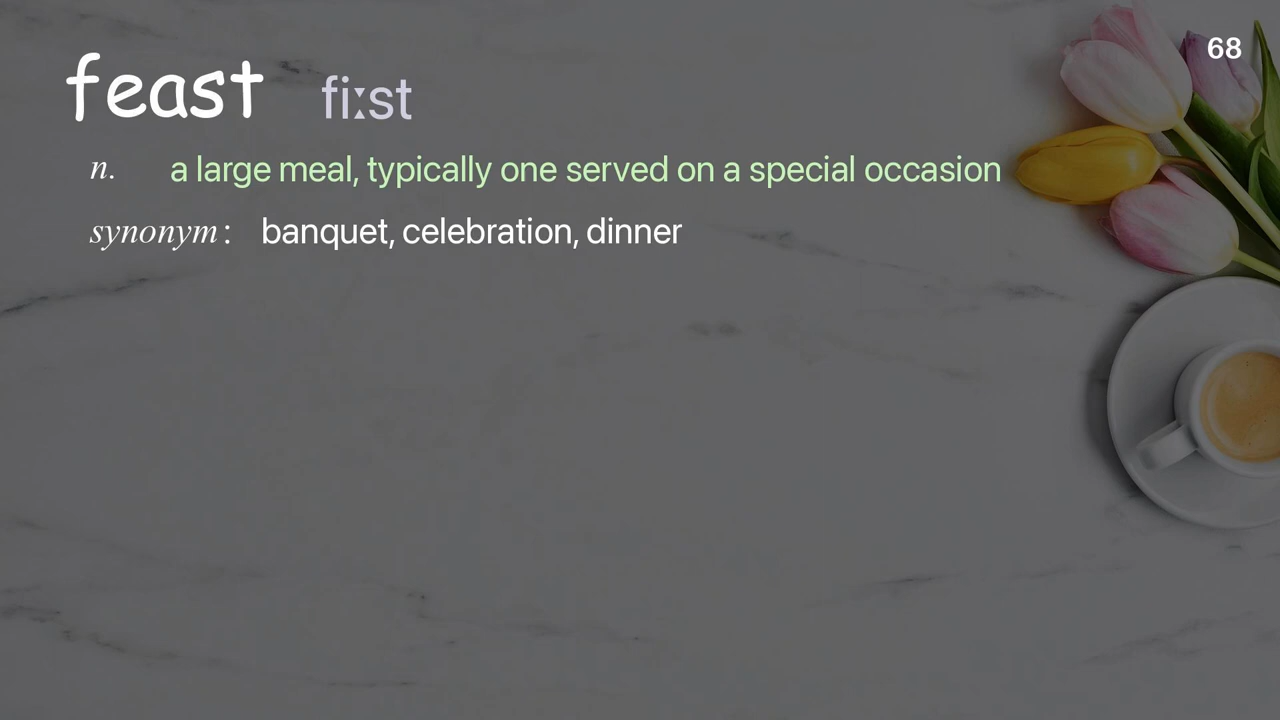 68
feast fiːst
n. a large meal, typically one served on a special occasion
synonym : banquet, celebration, dinner